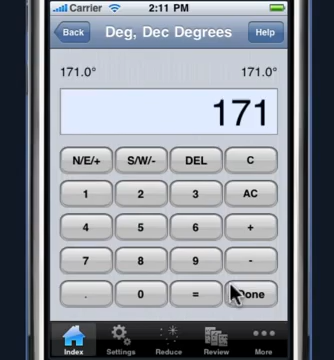 Carrier 2:11 PM
Back Deg, Dec Degrees Help
171.0° 171.0°
171
N/E/+ S/W/- DEL C
1 2 3 AC
4 5 6 +
7 8 9 -
. 0 = Done
Index Settings Reduce Review More